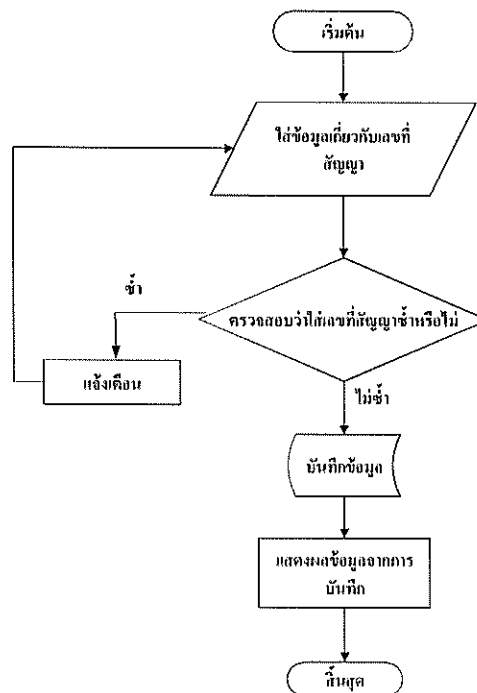 เริ่มต้น
ใส่ข้อมูลเกี่ยวกับเลขที่
สัญญา
ซ้ำ
ตรวจสอบว่าใส่เลขที่สัญญาซ้ำหรือไม่
แจ้งเตือน
ไม่ซ้ำ
บันทึกข้อมูล
แสดงผลข้อมูลจากการ
บันทึก
สิ้นสุด